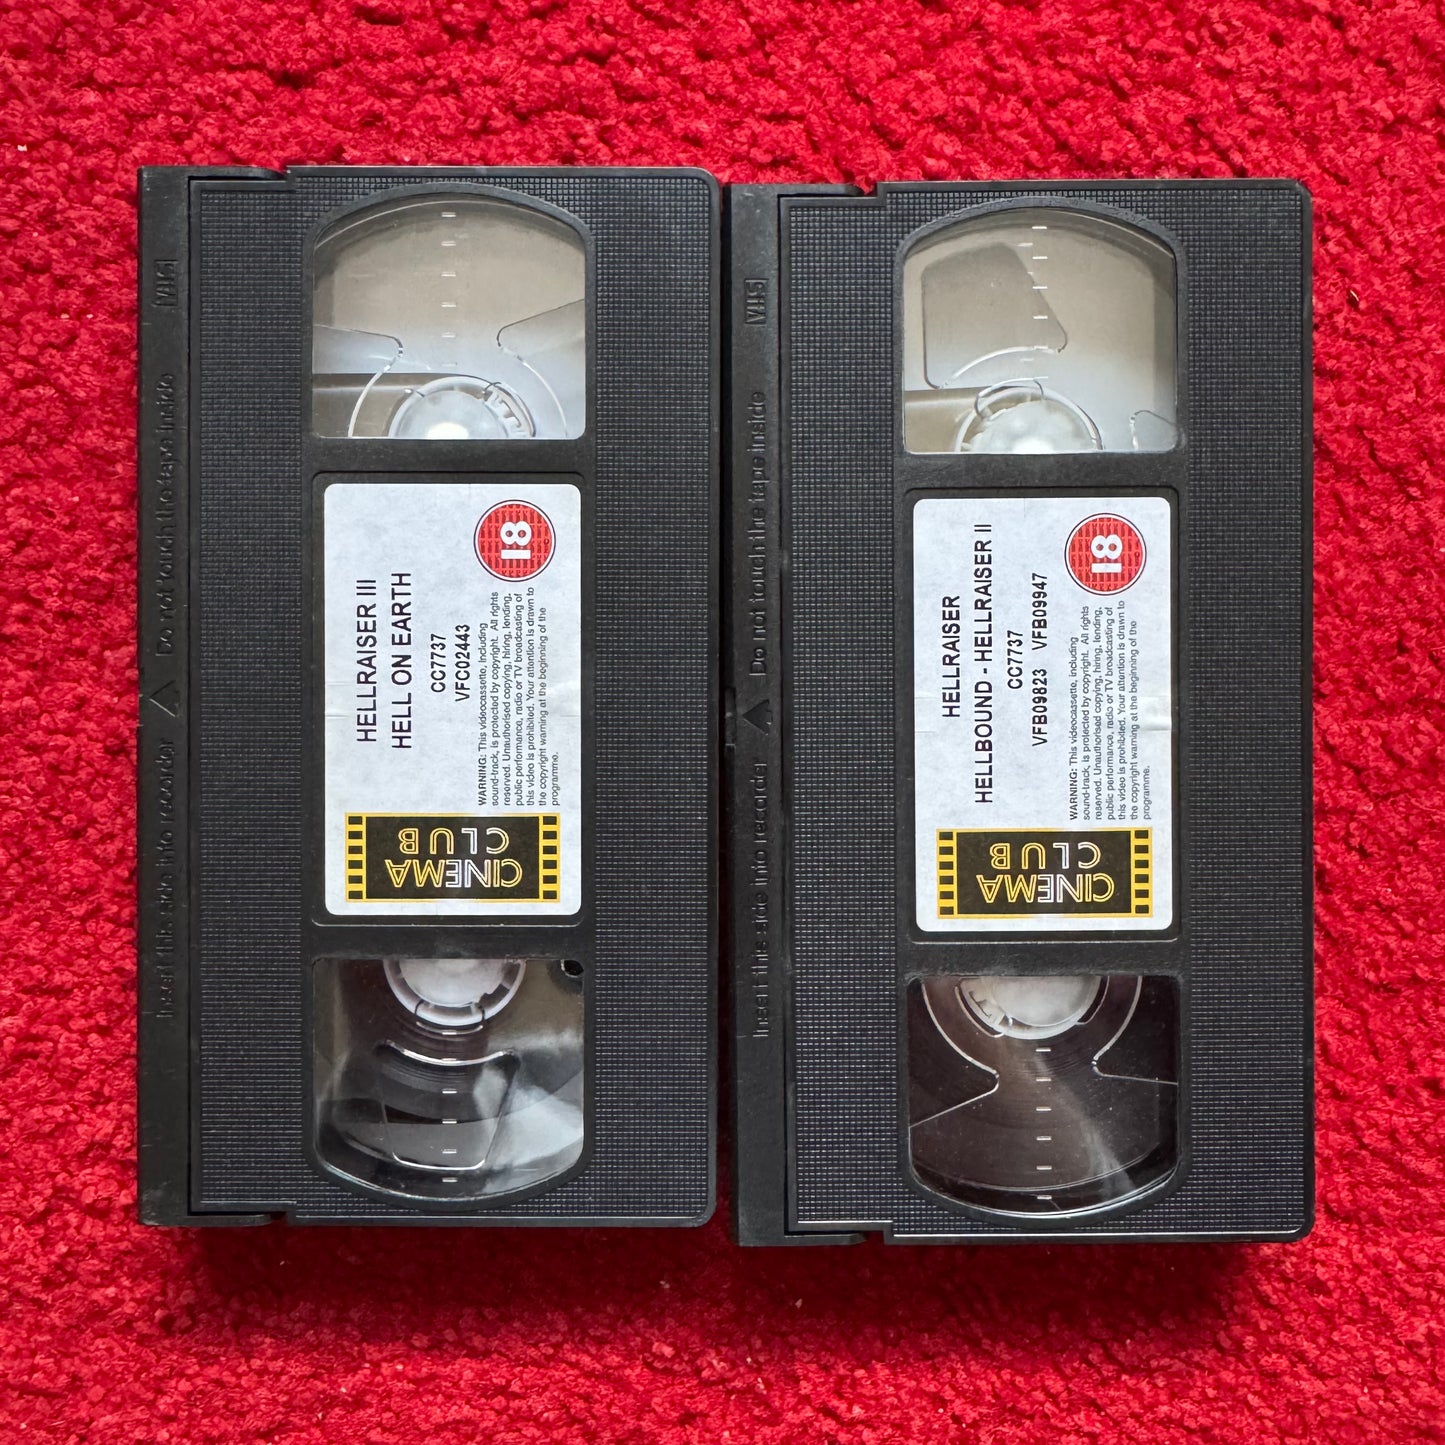 VHS
Insert this side into recorder ▲ Do not touch the tape inside
HELLRAISER III
HELL ON EARTH
CC7737
VFC02443
18
WARNING: This videocassette, including
sound-track, is protected by copyright. All rights
reserved. Unauthorised copying, hiring, lending,
public performance, radio or TV broadcasting of
this video is prohibited. Your attention is drawn to
the copyright warning at the beginning of the
programme.
CINEMA
CLUB
VHS
Insert this side into recorder ▲ Do not touch the tape inside
HELLRAISER
HELLBOUND - HELLRAISER II
CC7737
VFB09823 VFB09947
18
WARNING: This videocassette, including
sound-track, is protected by copyright. All rights
reserved. Unauthorised copying, hiring, lending,
public performance, radio or TV broadcasting of
this video is prohibited. Your attention is drawn to
the copyright warning at the beginning of the
programme.
CINEMA
CLUB